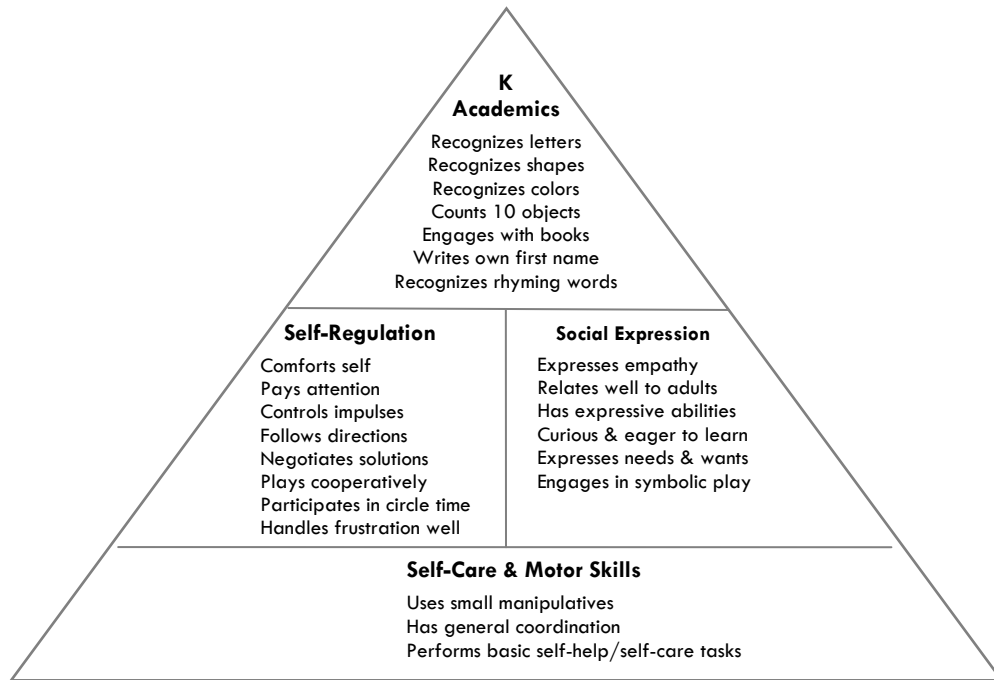 K
Academics
Recognizes letters
Recognizes shapes
Recognizes colors
Counts 10 objects
Engages with books
Writes own first name
Recognizes rhyming words
Self-Regulation
Comforts self
Pays attention
Controls impulses
Follows directions
Negotiates solutions
Plays cooperatively
Participates in circle time
Handles frustration well
Social Expression
Expresses empathy
Relates well to adults
Has expressive abilities
Curious & eager to learn
Expresses needs & wants
Engages in symbolic play
Self-Care & Motor Skills
Uses small manipulatives
Has general coordination
Performs basic self-help/self-care tasks